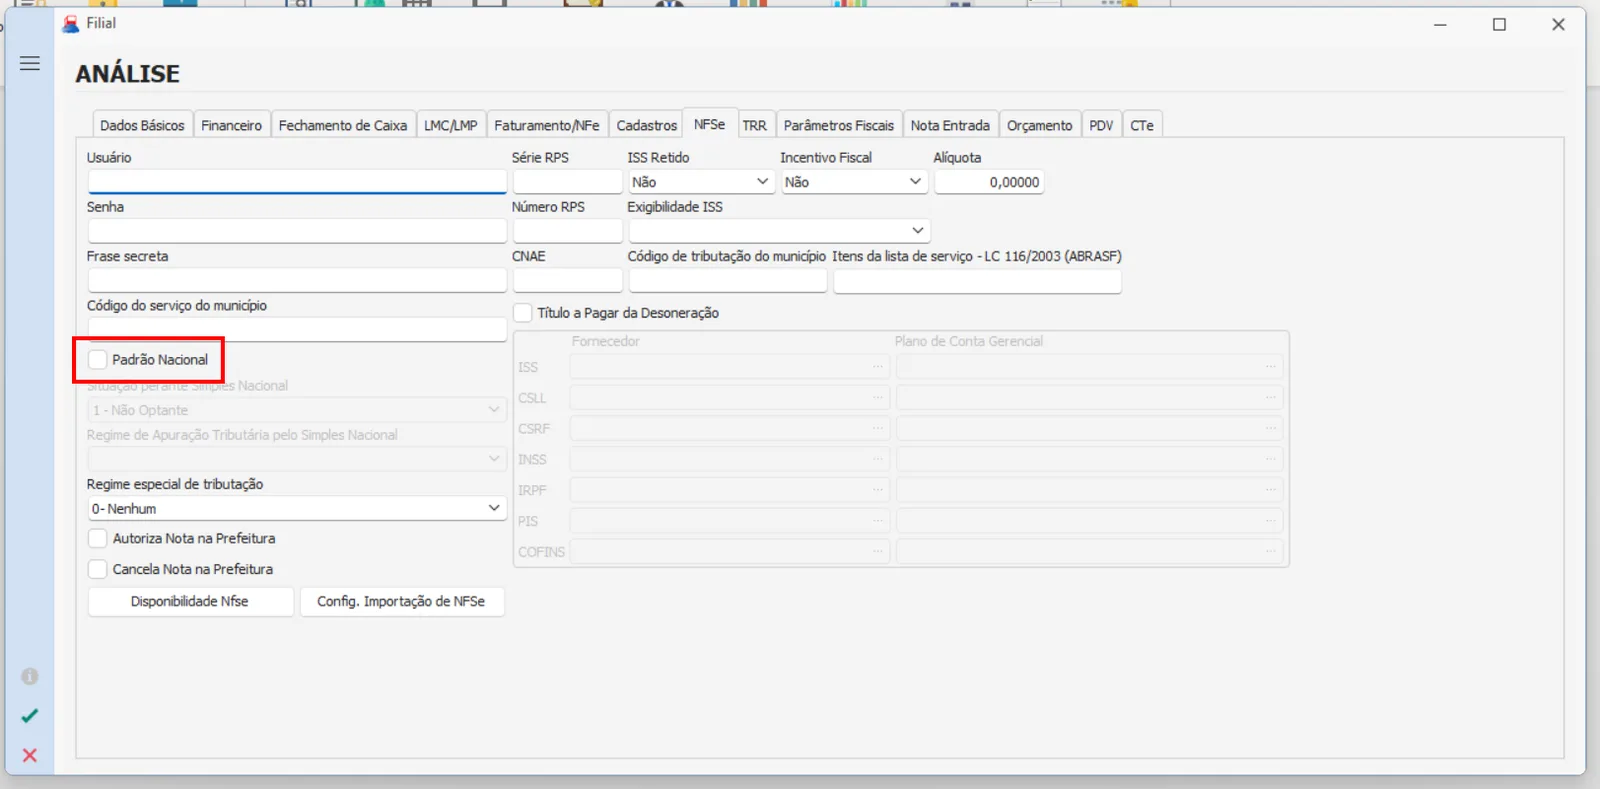 Filial
ANÁLISE
Dados Básicos Financeiro Fechamento de Caixa LMC/LMP Faturamento/NFe Cadastros NFSe TRR Parâmetros Fiscais Nota Entrada Orçamento PDV CTe
Usuário Série RPS ISS Retido Incentivo Fiscal Alíquota
Não Não 0,00000
Senha Número RPS Exigibilidade ISS
Frase secreta CNAE Código de tributação do município Itens da lista de serviço - LC 116/2003 (ABRASF)
Código do serviço do município
Título a Pagar da Desoneração
Fornecedor Plano de Conta Gerencial
Padrão Nacional
ISS ... ...
Situação perante Simples Nacional
CSLL ... ...
1 - Não Optante
CSRF ... ...
Regime de Apuração Tributária pelo Simples Nacional
INSS ... ...
Regime especial de tributação
IRPF ... ...
0- Nenhum
PIS ... ...
Autoriza Nota na Prefeitura
COFINS ... ...
Cancela Nota na Prefeitura
Disponibilidade Nfse Config. Importação de NFSe